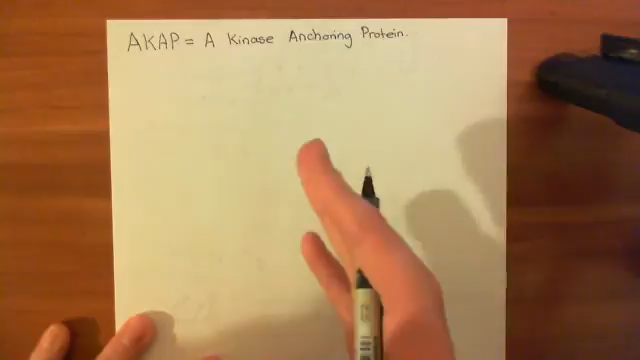 AKAP = A Kinase Anchoring Protein.